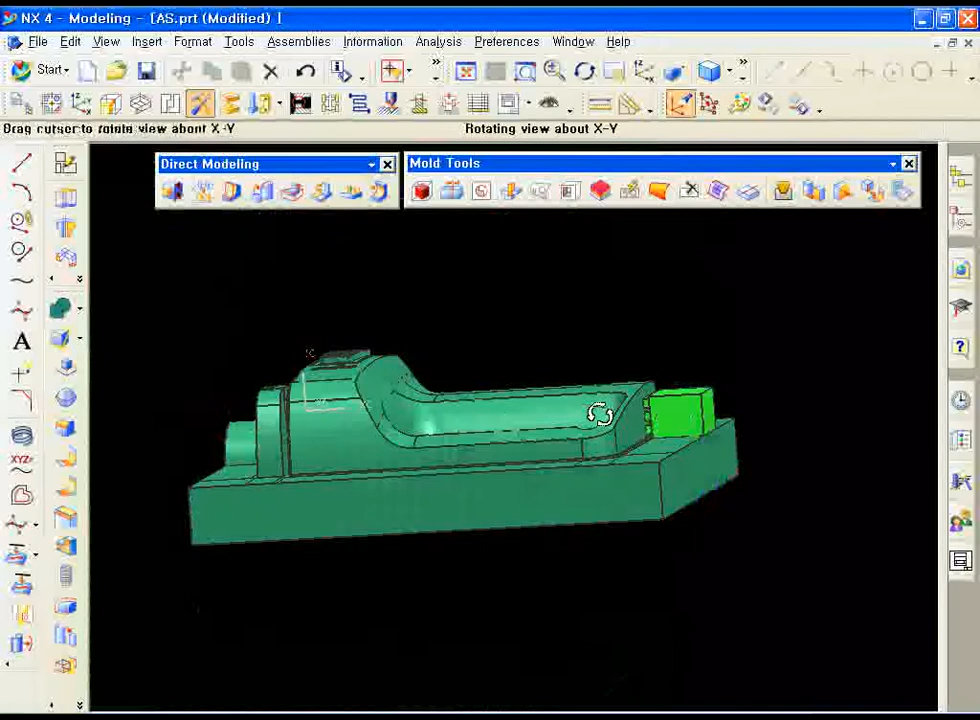 NX 4 - Modeling - [AS.prt (Modified) ]
File Edit View Insert Format Tools Assemblies Information Analysis Preferences Window Help
Start
Drag cursor to rotate view about X-Y Rotating view about X-Y
Direct Modeling Mold Tools
A
XYZ